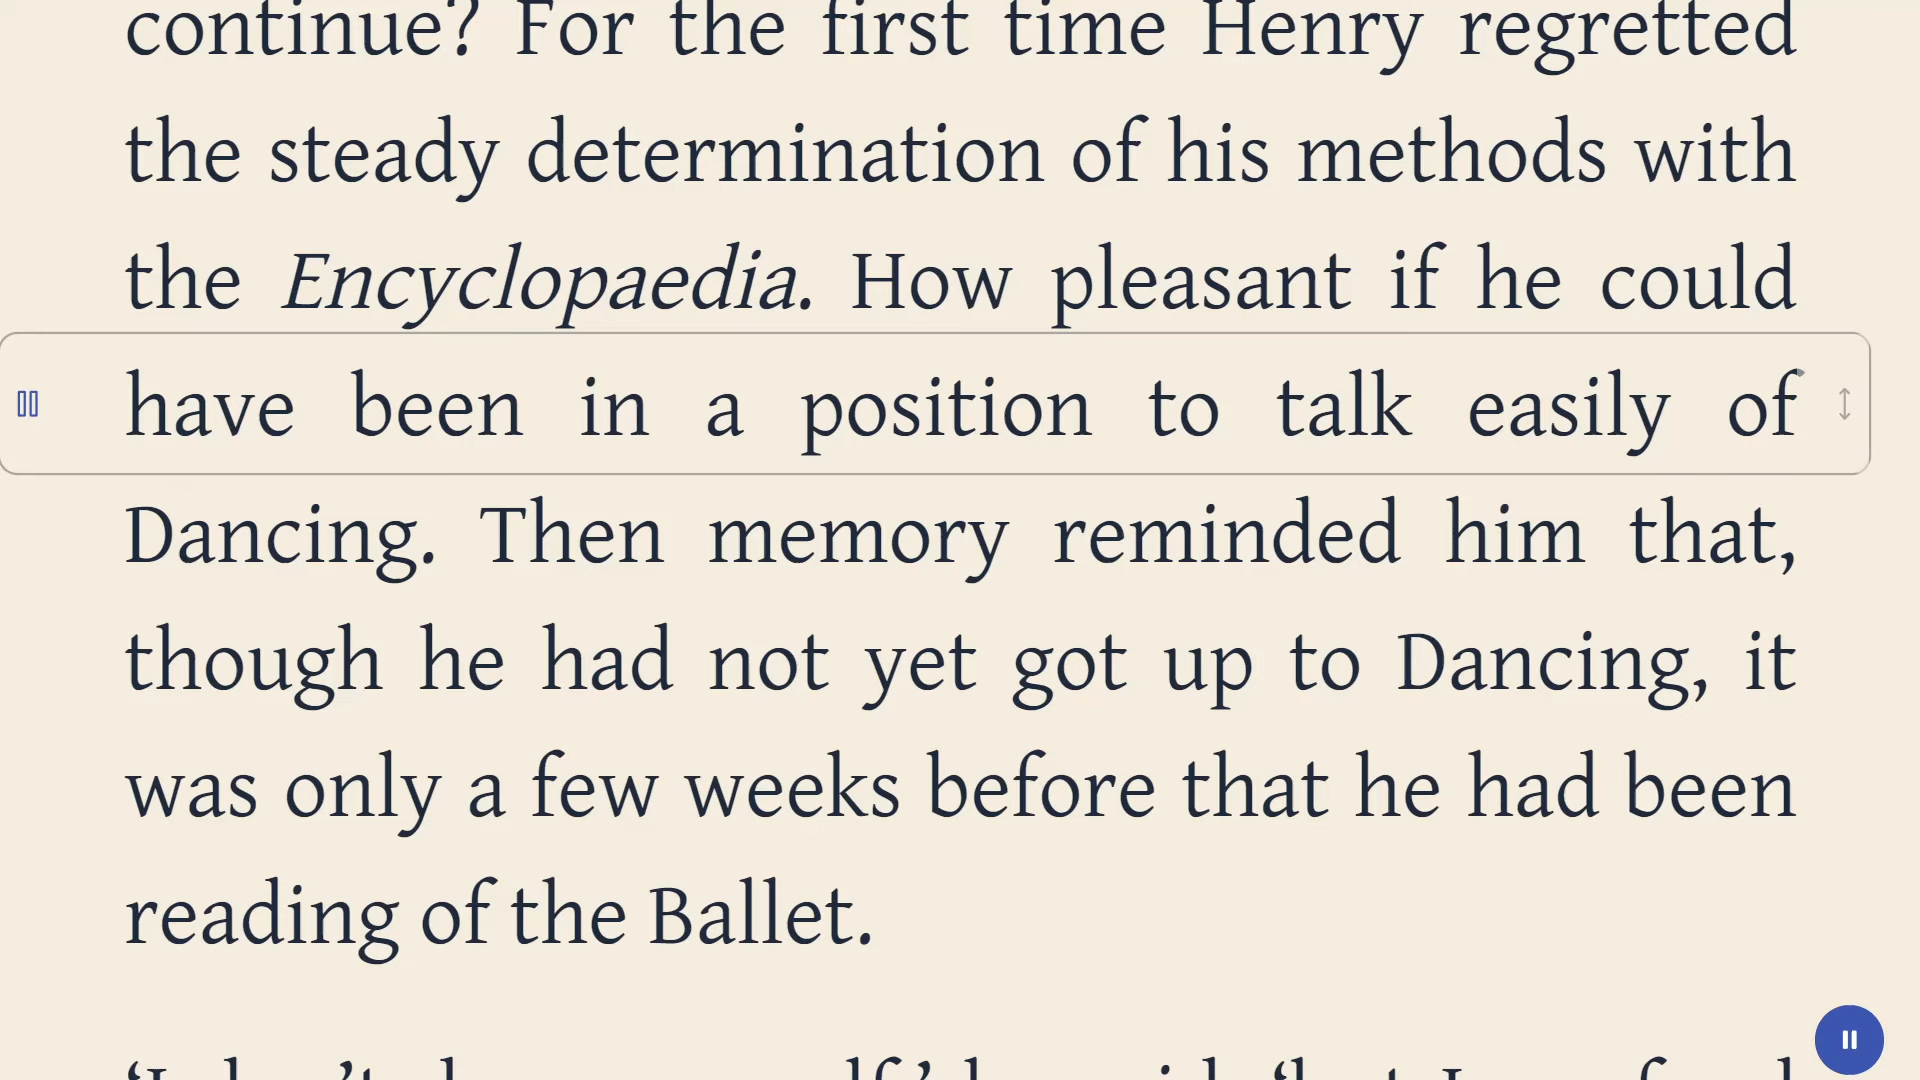 continue? For the first time Henry regretted
the steady determination of his methods with
the Encyclopaedia. How pleasant if he could
have been in a position to talk easily of
Dancing. Then memory reminded him that,
though he had not yet got up to Dancing, it
was only a few weeks before that he had been
reading of the Ballet.